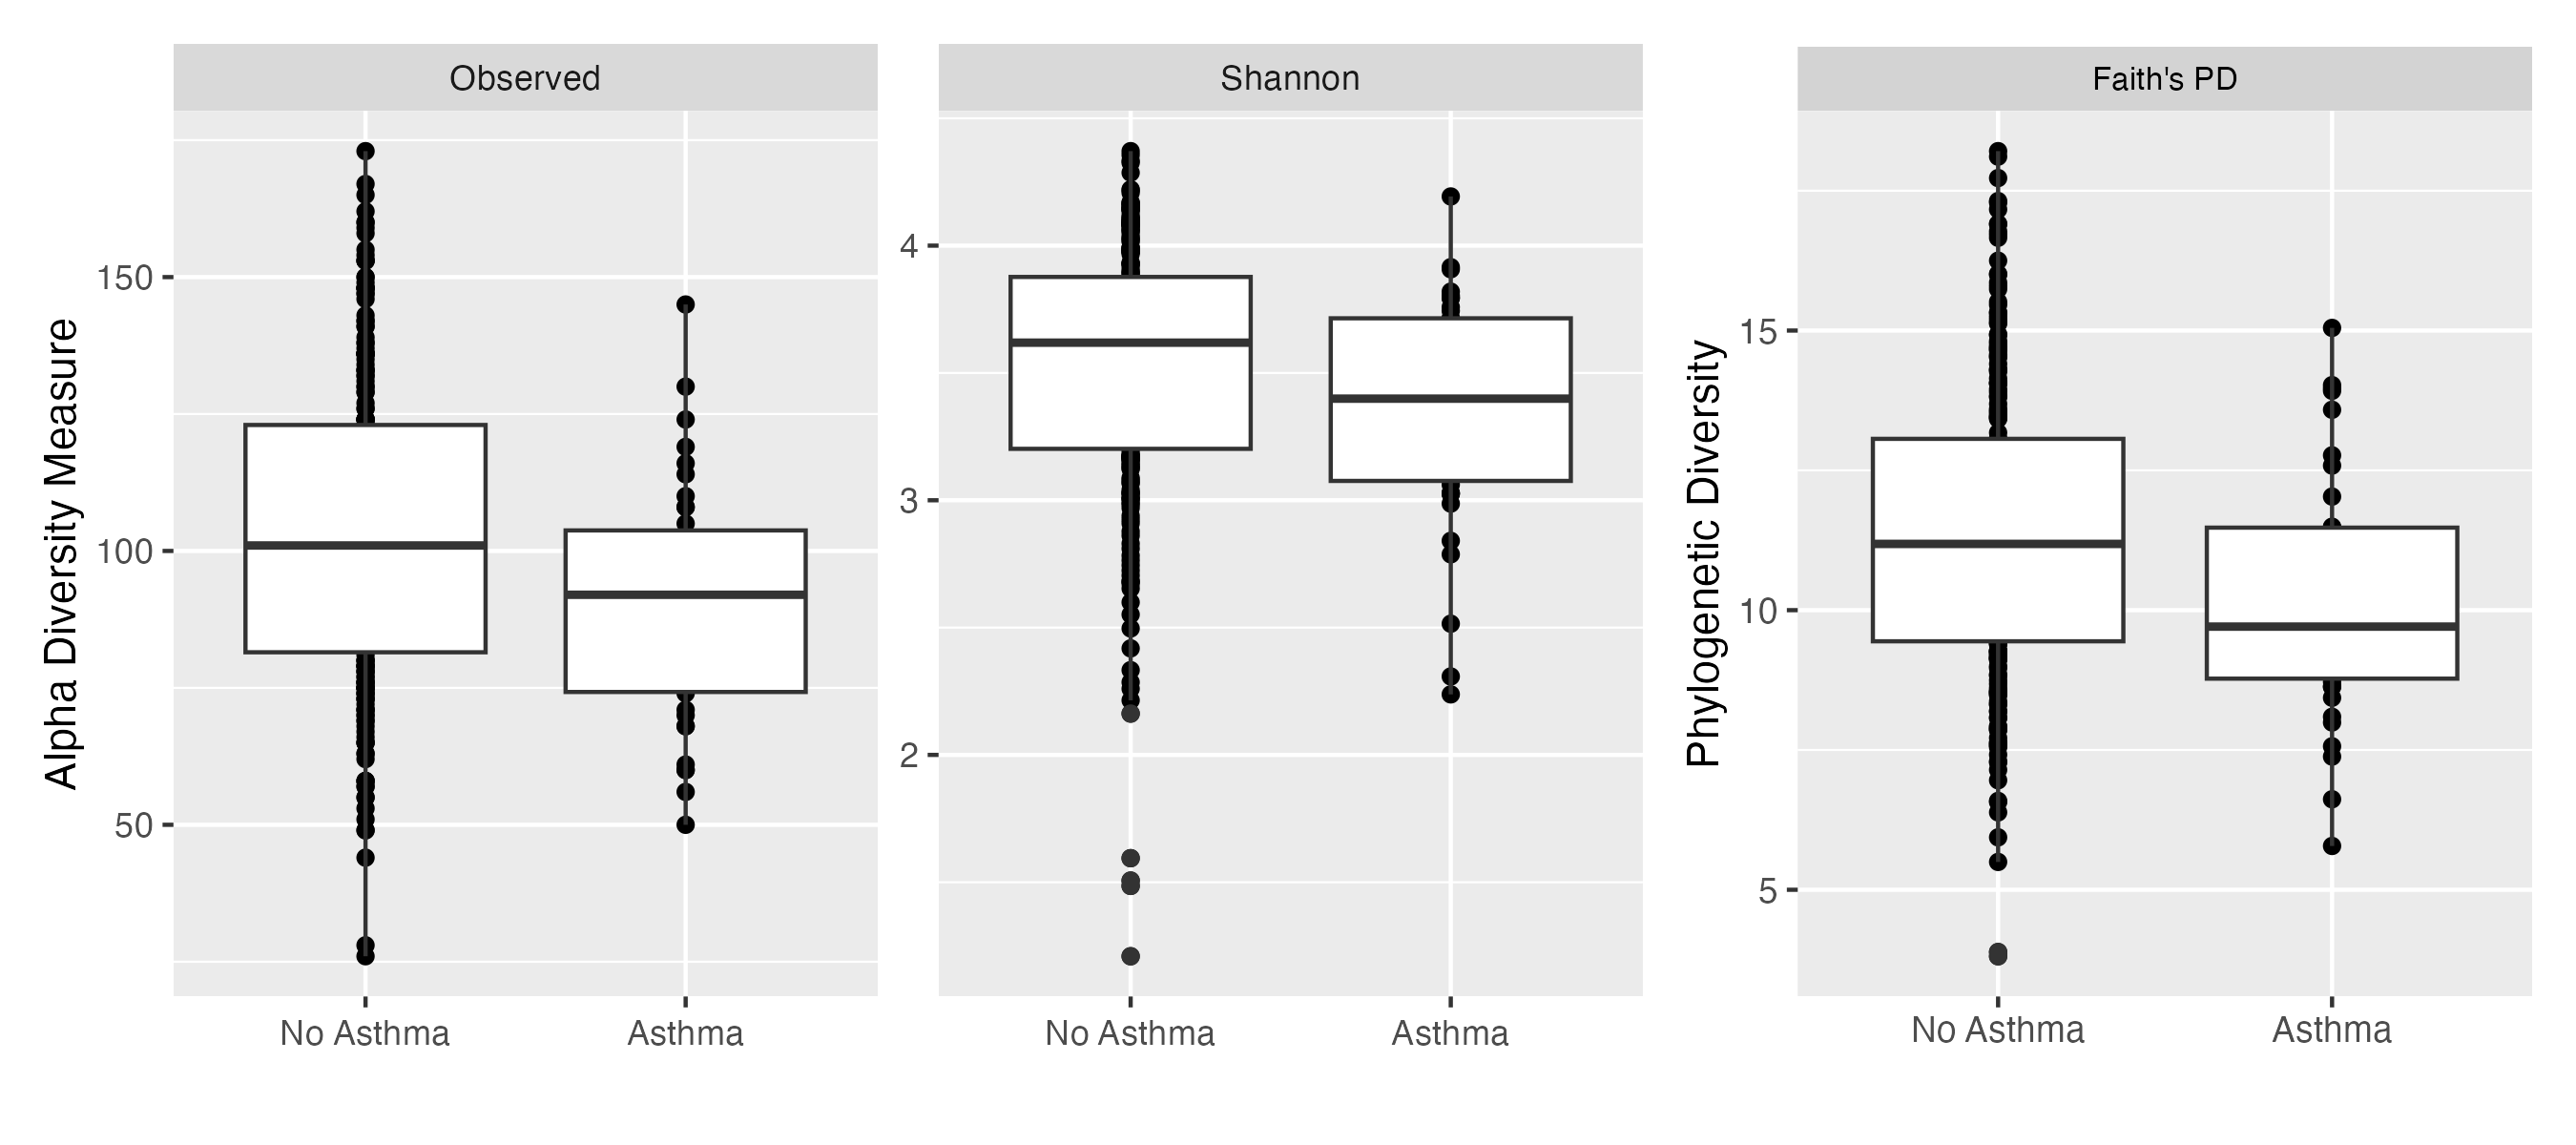 Observed
Shannon
Faith's PD
Alpha Diversity Measure
150
100
50
4
3
2
Phylogenetic Diversity
15
10
5
No Asthma
Asthma
No Asthma
Asthma
No Asthma
Asthma